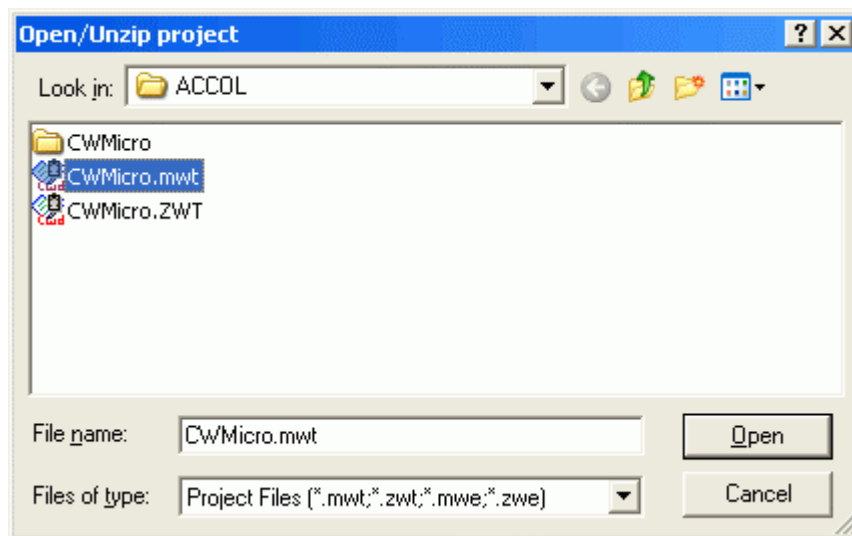 Open/Unzip project
Look in: ACCOL
CWMicro
CWMicro.mwt
CWMicro.ZWT
File name: CWMicro.mwt Open
Files of type: Project Files (*.mwt;*.zwt;*.mwe;*.zwe) Cancel